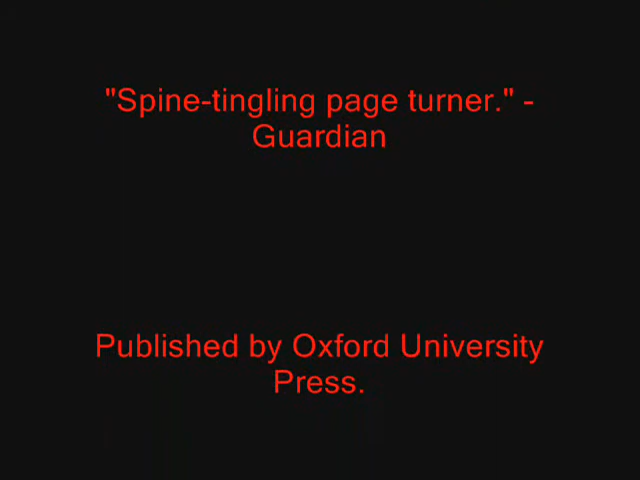 "Spine-tingling page turner." -
Guardian
Published by Oxford University
Press.